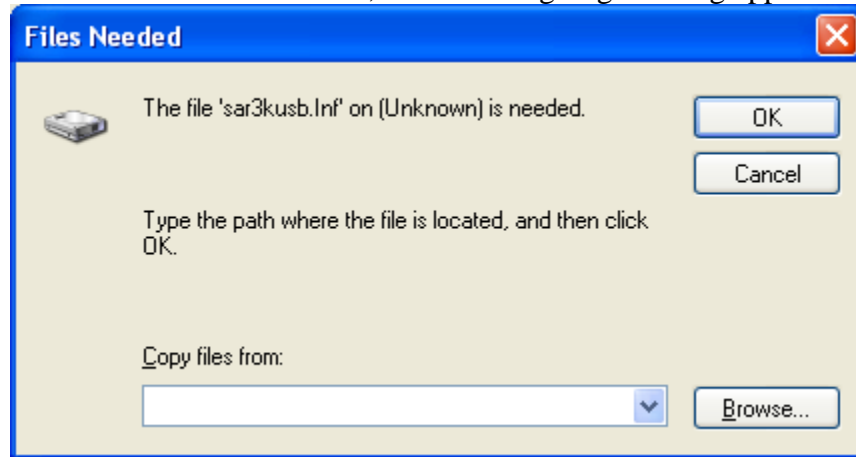 Files Needed
The file 'sar3kusb.Inf' on (Unknown) is needed.
OK
Cancel
Type the path where the file is located, and then click
OK.
Copy files from:
Browse...